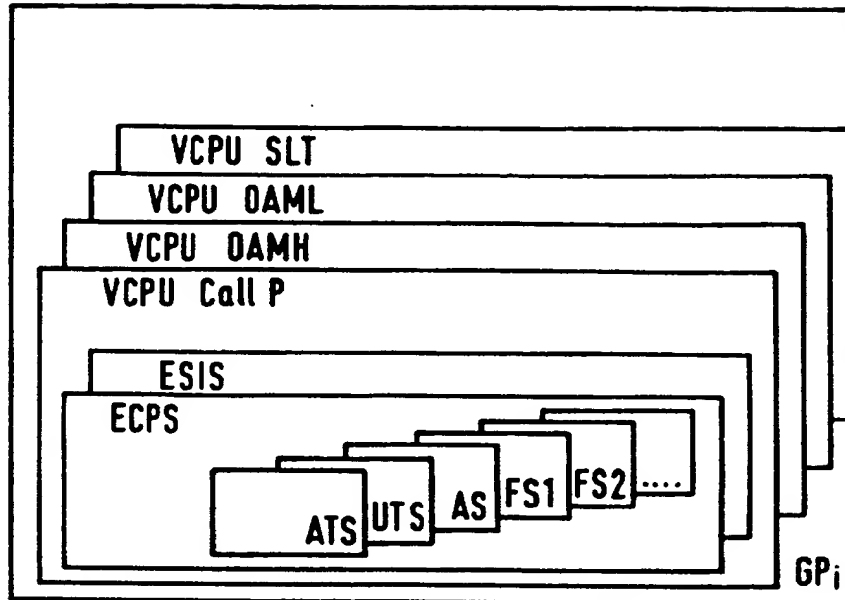 VCPU SLT
VCPU OAML
VCPU OAMH
VCPU Call P
ESIS
ECPS
ATS UTS AS FS1 FS2 ....
GPi